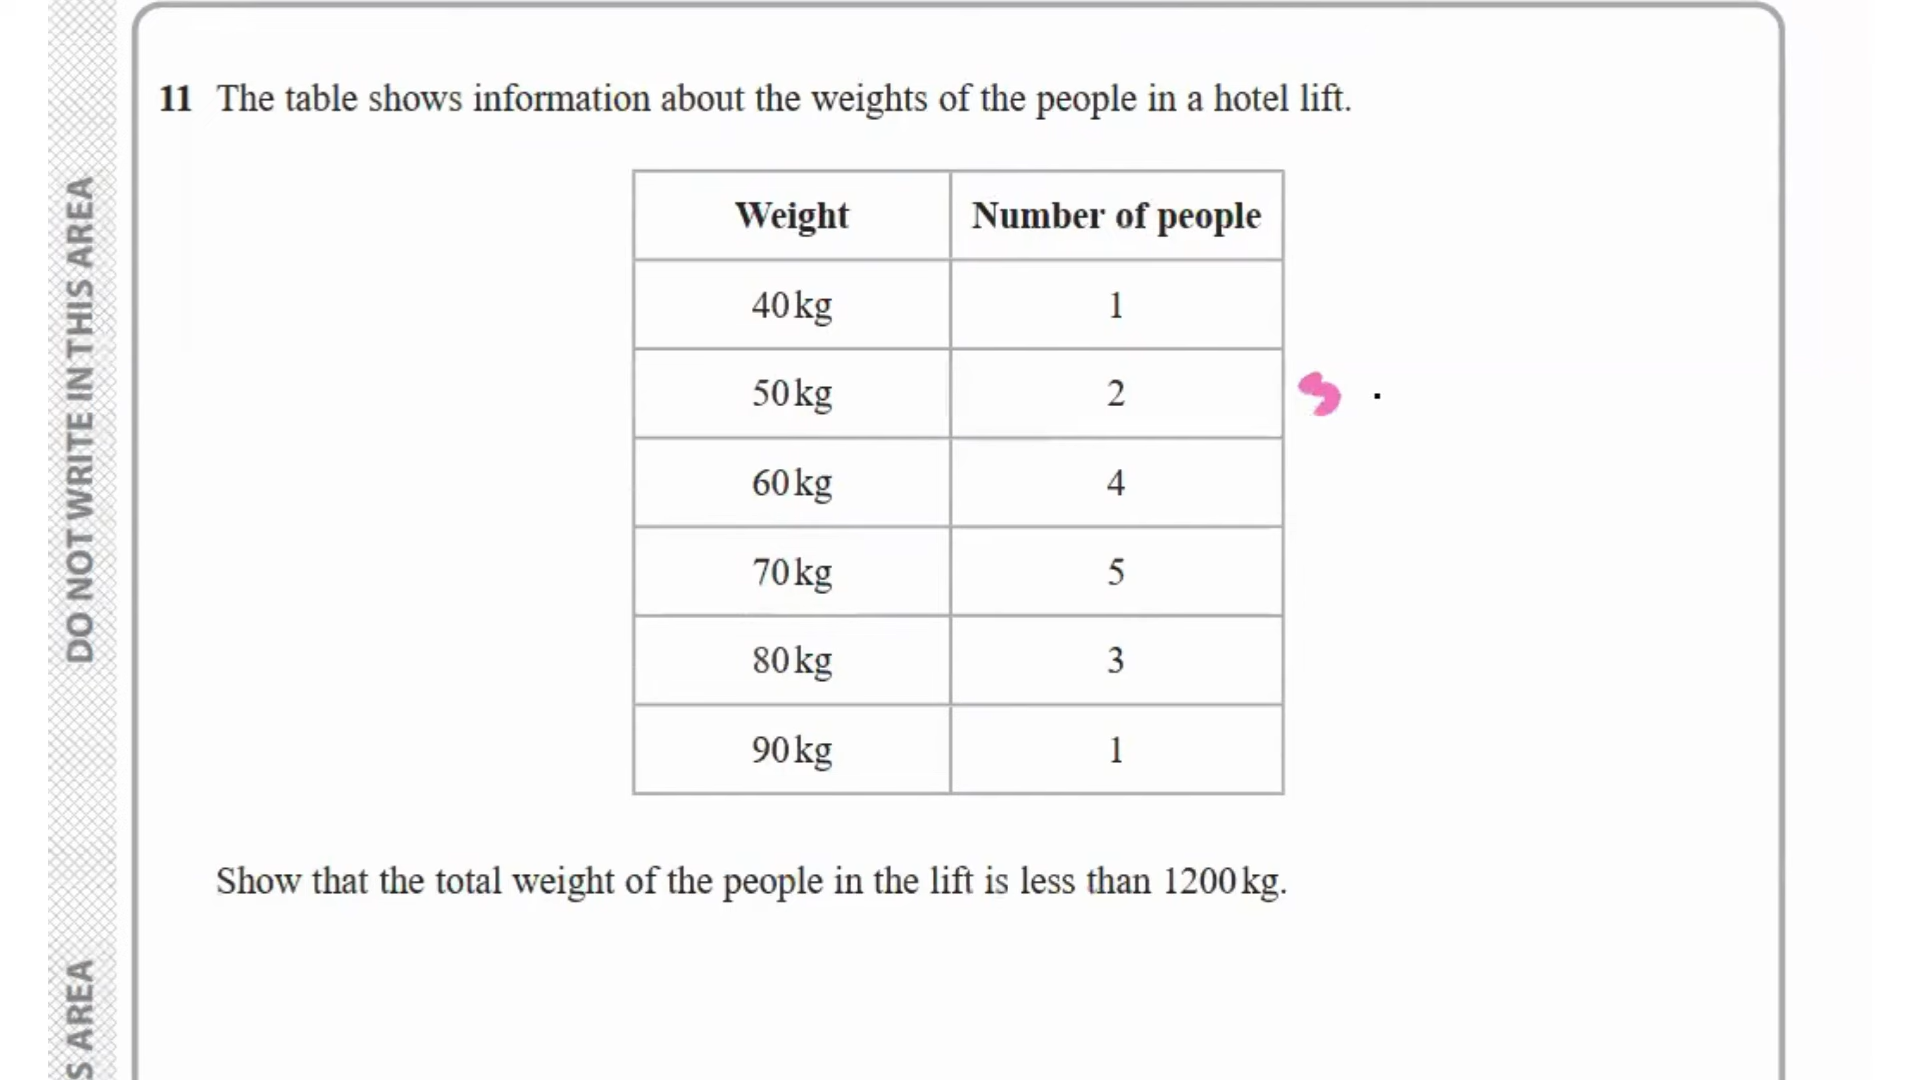 11 The table shows information about the weights of the people in a hotel lift.
Weight Number of people
40 kg 1
50 kg 2
60 kg 4
70 kg 5
80 kg 3
90 kg 1
Show that the total weight of the people in the lift is less than 1200 kg.
DO NOT WRITE IN THIS AREA
S AREA